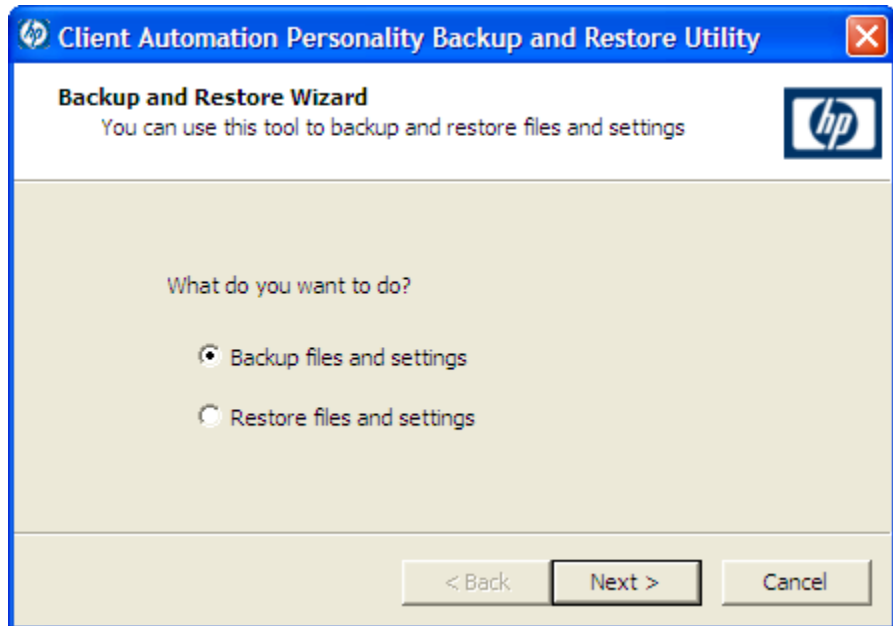 Client Automation Personality Backup and Restore Utility
Backup and Restore Wizard
You can use this tool to backup and restore files and settings
hp
What do you want to do?
Backup files and settings
Restore files and settings
< Back Next > Cancel